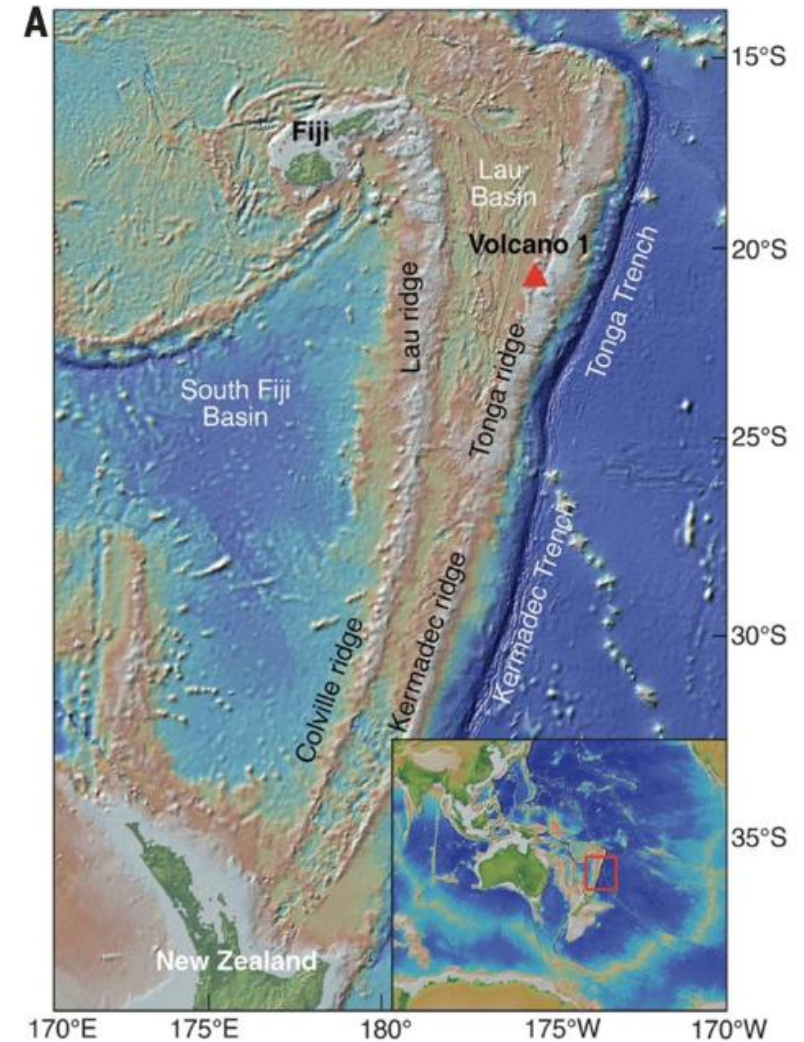 A
15°S
Fiji
Lau
Basin
Volcano 1
20°S
Lau ridge
Tonga Trench
South Fiji
Basin
Tonga ridge
25°S
Kermadec Trench
Kermadec ridge
Colville ridge
30°S
35°S
New Zealand
170°E
175°E
180°
175°W
170°W